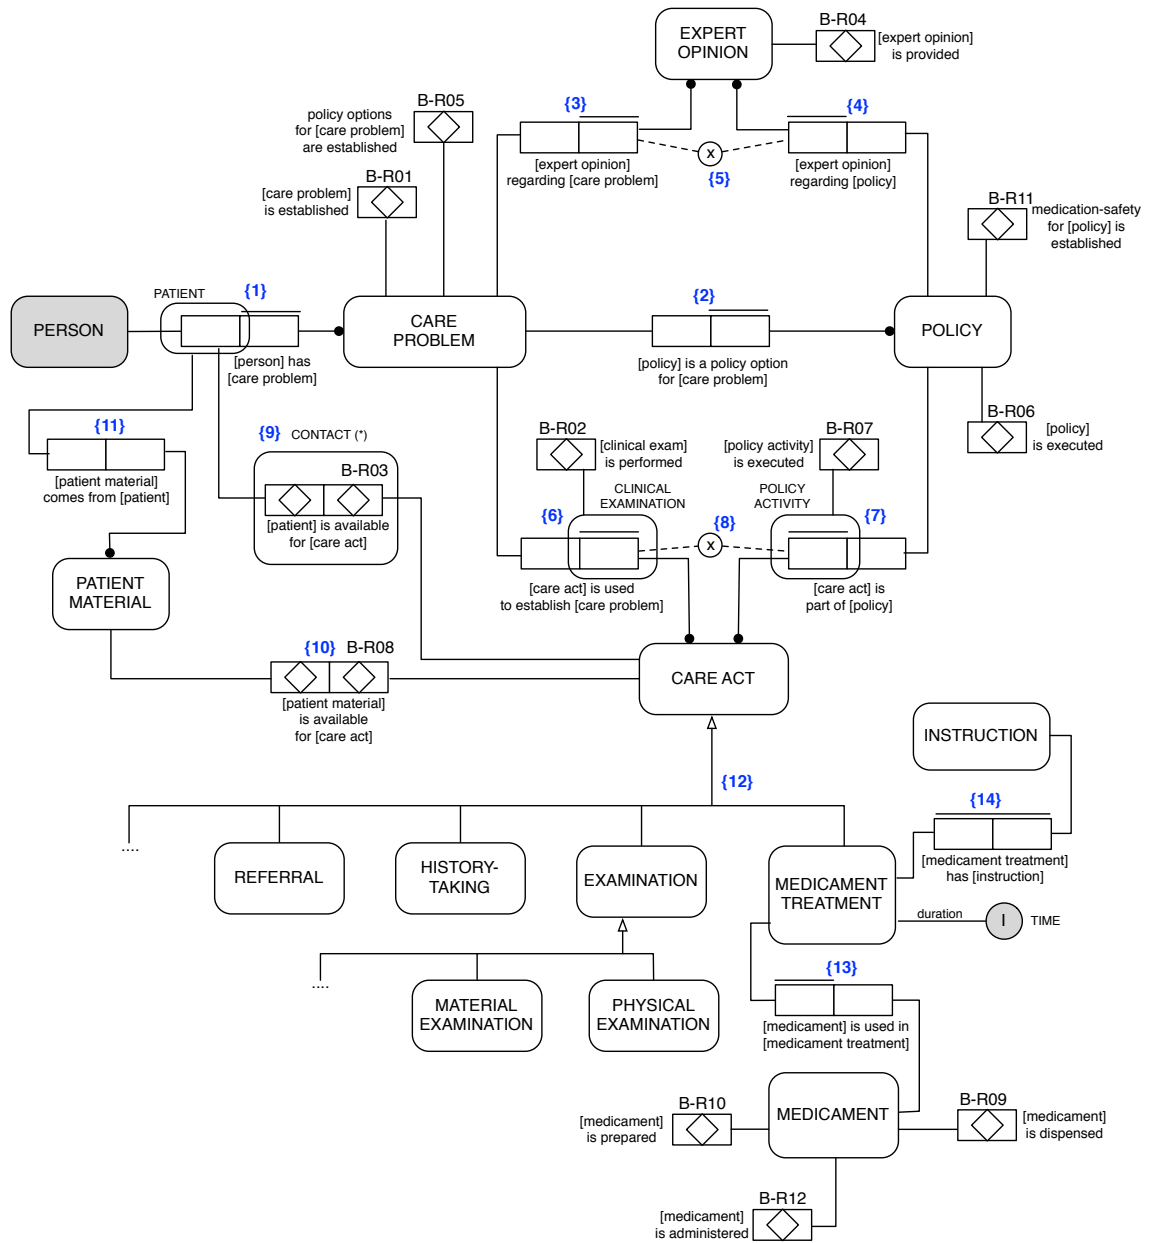 EXPERT
OPINION
B-R04
[expert opinion]
is provided
B-R05
policy options
for [care problem]
are established
{3}
{4}
X
[expert opinion]
regarding [care problem]
{5}
[expert opinion]
regarding [policy]
B-R01
[care problem]
is established
B-R11
medication-safety
for [policy] is
established
PATIENT
{1}
{2}
PERSON
CARE
PROBLEM
POLICY
[person] has
[care problem]
[policy] is a policy option
for [care problem]
{11}
[patient material]
comes from [patient]
{9}
CONTACT (*)
B-R03
[patient] is available
for [care act]
B-R02
[clinical exam]
is performed
[policy activity]
is executed
B-R07
B-R06
[policy]
is executed
CLINICAL
EXAMINATION
POLICY
ACTIVITY
{6}
{8}
{7}
X
[care act] is used
to establish [care problem]
[care act] is
part of [policy]
PATIENT
MATERIAL
{10}
B-R08
[patient material]
is available
for [care act]
CARE ACT
INSTRUCTION
{12}
{14}
[medicament treatment]
has [instruction]
....
REFERRAL
HISTORY-
TAKING
EXAMINATION
MEDICAMENT
TREATMENT
duration
I
TIME
....
MATERIAL
EXAMINATION
PHYSICAL
EXAMINATION
{13}
[medicament] is used in
[medicament treatment]
B-R10
[medicament]
is prepared
MEDICAMENT
B-R09
[medicament]
is dispensed
B-R12
[medicament]
is administered